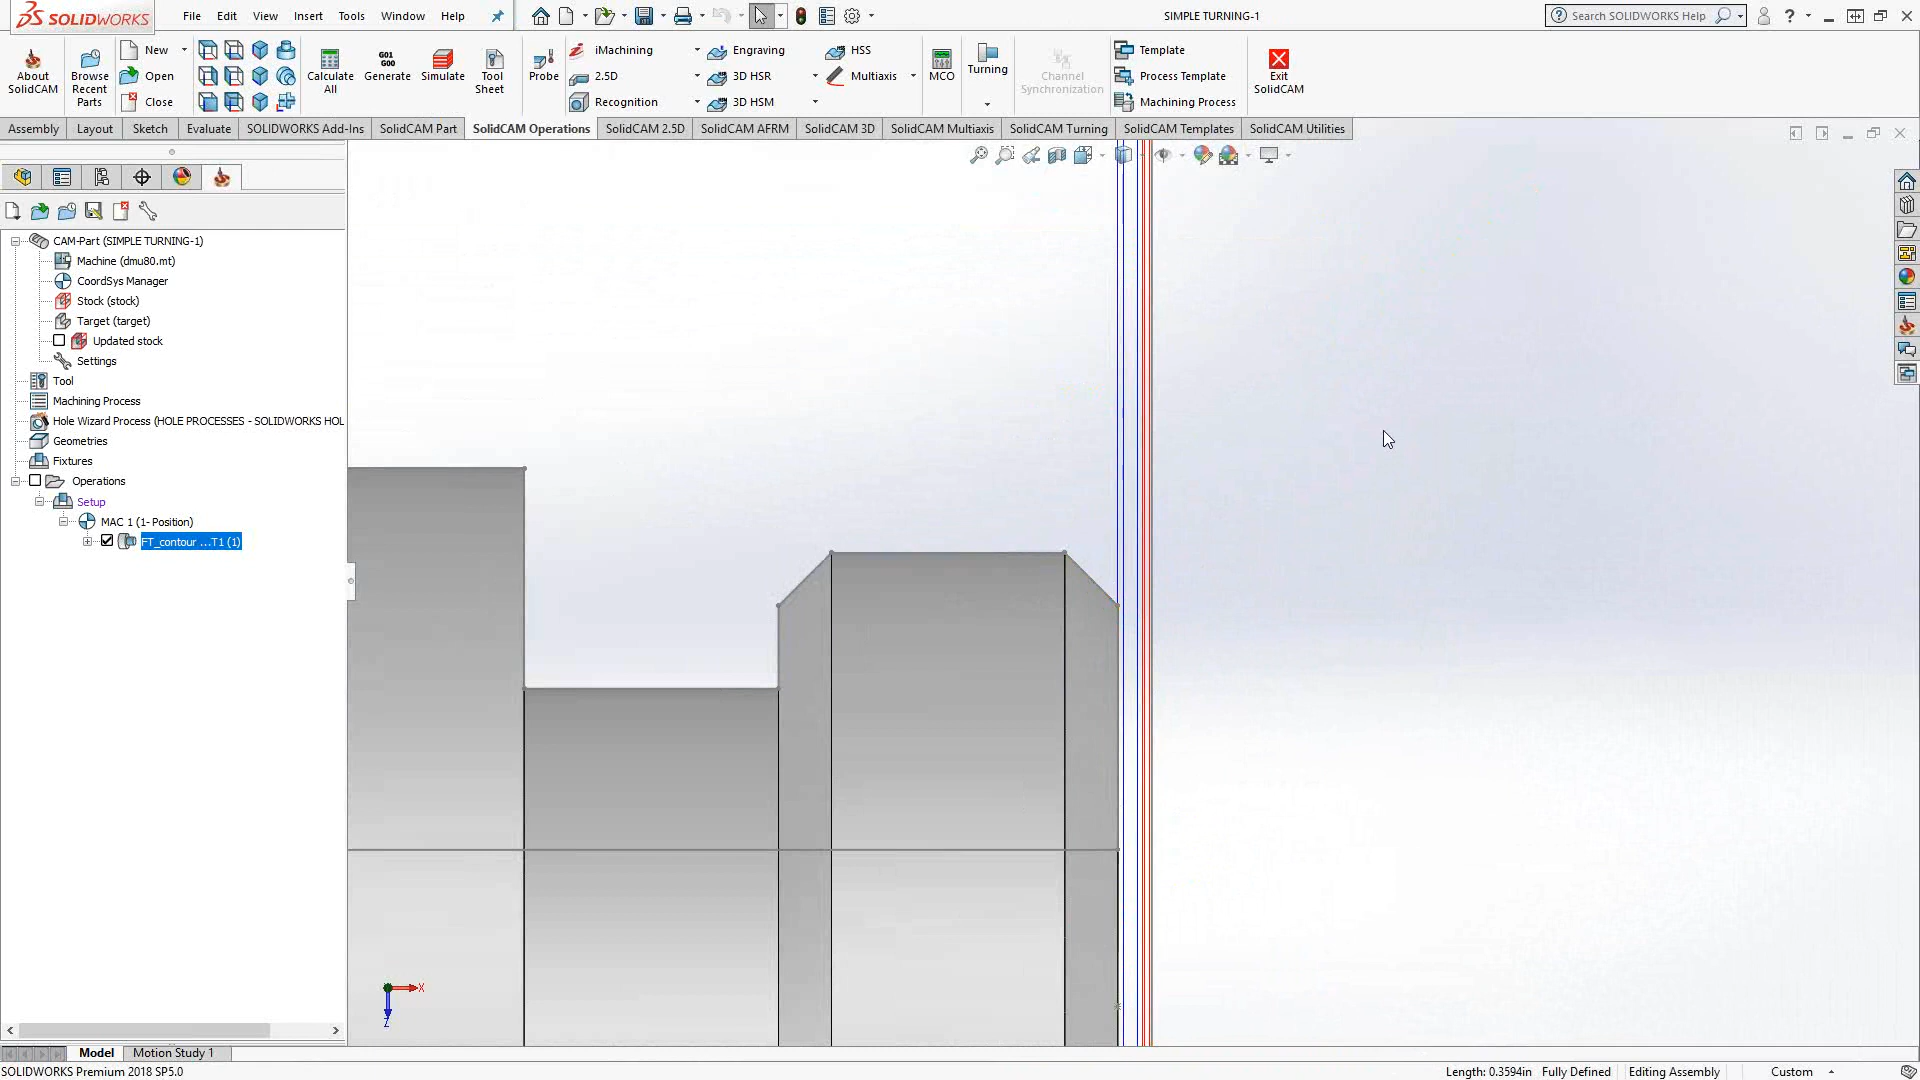 SOLIDWORKS File Edit View Insert Tools Window Help SIMPLE TURNING-1 Search SOLIDWORKS Help
About SolidCAM
Browse Recent Parts
New
Open
Close
Calculate All
G01 G00 Generate
Simulate
Tool Sheet
Probe
iMachining
2.5D
Recognition
Engraving
3D HSR
3D HSM
HSS
Multiaxis
MCO
Turning
Channel Synchronization
Template
Process Template
Machining Process
Exit SolidCAM
Assembly Layout Sketch Evaluate SOLIDWORKS Add-Ins SolidCAM Part SolidCAM Operations SolidCAM 2.5D SolidCAM AFRM SolidCAM 3D SolidCAM Multiaxis SolidCAM Turning SolidCAM Templates SolidCAM Utilities
CAM-Part (SIMPLE TURNING-1)
Machine (dmu80.mt)
CoordSys Manager
Stock (stock)
Target (target)
Updated stock
Settings
Tool
Machining Process
Hole Wizard Process (HOLE PROCESSES - SOLIDWORKS HOL
Geometries
Fixtures
Operations
Setup
MAC 1 (1- Position)
FT_contour ...T1 (1)
X
Z
Model Motion Study 1
SOLIDWORKS Premium 2018 SP5.0 Length: 0.3594in Fully Defined Editing Assembly Custom